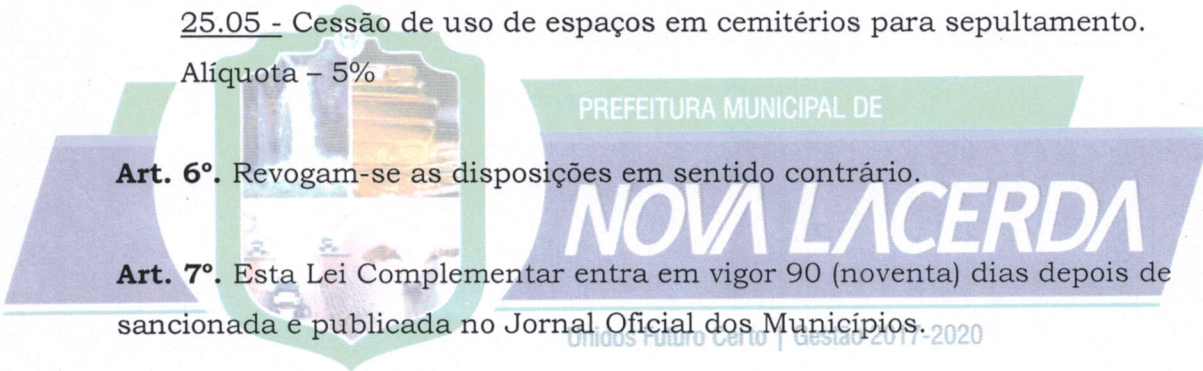 25.05 - Cessão de uso de espaços em cemitérios para sepultamento.
Alíquota – 5%
PREFEITURA MUNICIPAL DE
Art. 6º. Revogam-se as disposições em sentido contrário.
NOVA LACERDA
Art. 7º. Esta Lei Complementar entra em vigor 90 (noventa) dias depois de
sancionada e publicada no Jornal Oficial dos Municípios.
Unidos Futuro Certo | Gestão 2017-2020